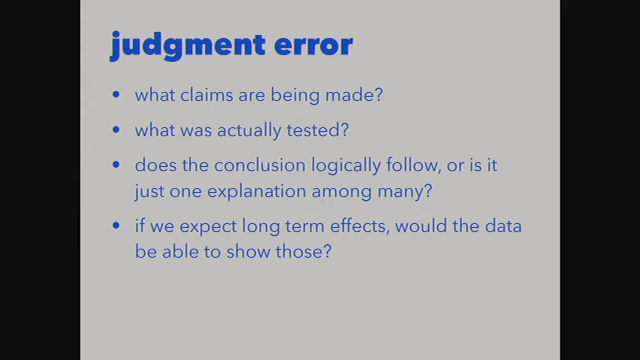 judgment error
• what claims are being made?
• what was actually tested?
• does the conclusion logically follow, or is it
just one explanation among many?
• if we expect long term effects, would the data
be able to show those?